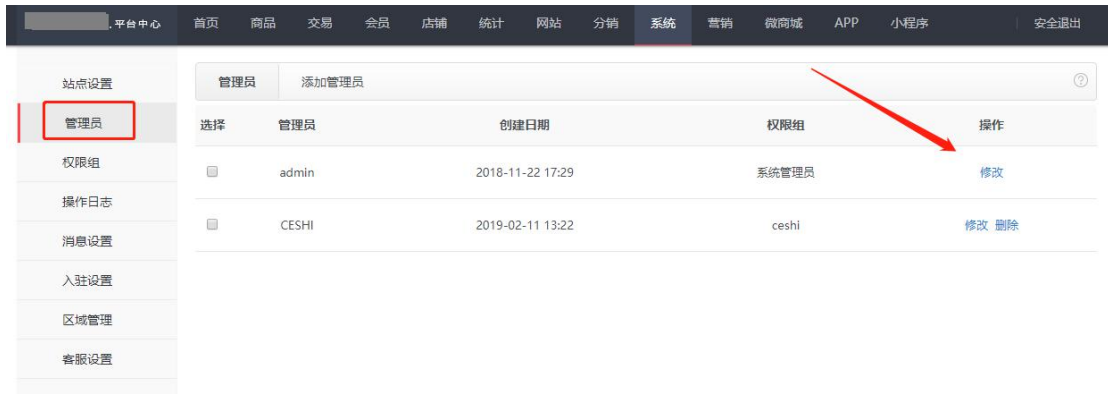 .平台中心 首页 商品 交易 会员 店铺 统计 网站 分销 系统 营销 微商城 APP 小程序 安全退出
站点设置
管理员
权限组
操作日志
消息设置
入驻设置
区域管理
客服设置
管理员 添加管理员 ?
选择 管理员 创建日期 权限组 操作
admin 2018-11-22 17:29 系统管理员 修改
CESHI 2019-02-11 13:22 ceshi 修改 删除